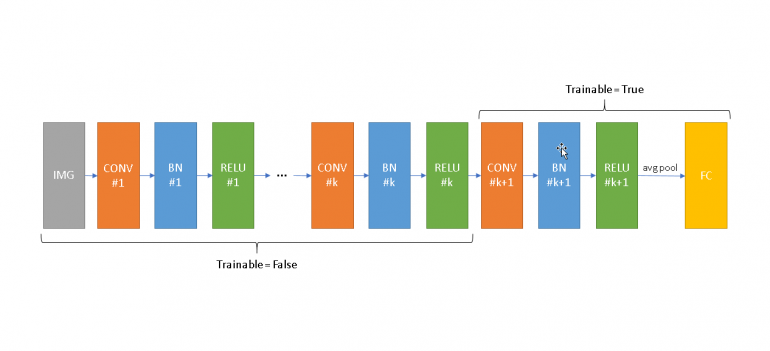 Trainable = True
IMG
CONV
#1
BN
#1
RELU
#1
...
CONV
#k
BN
#k
RELU
#k
CONV
#k+1
BN
#k+1
RELU
#k+1
avg pool
FC
Trainable = False